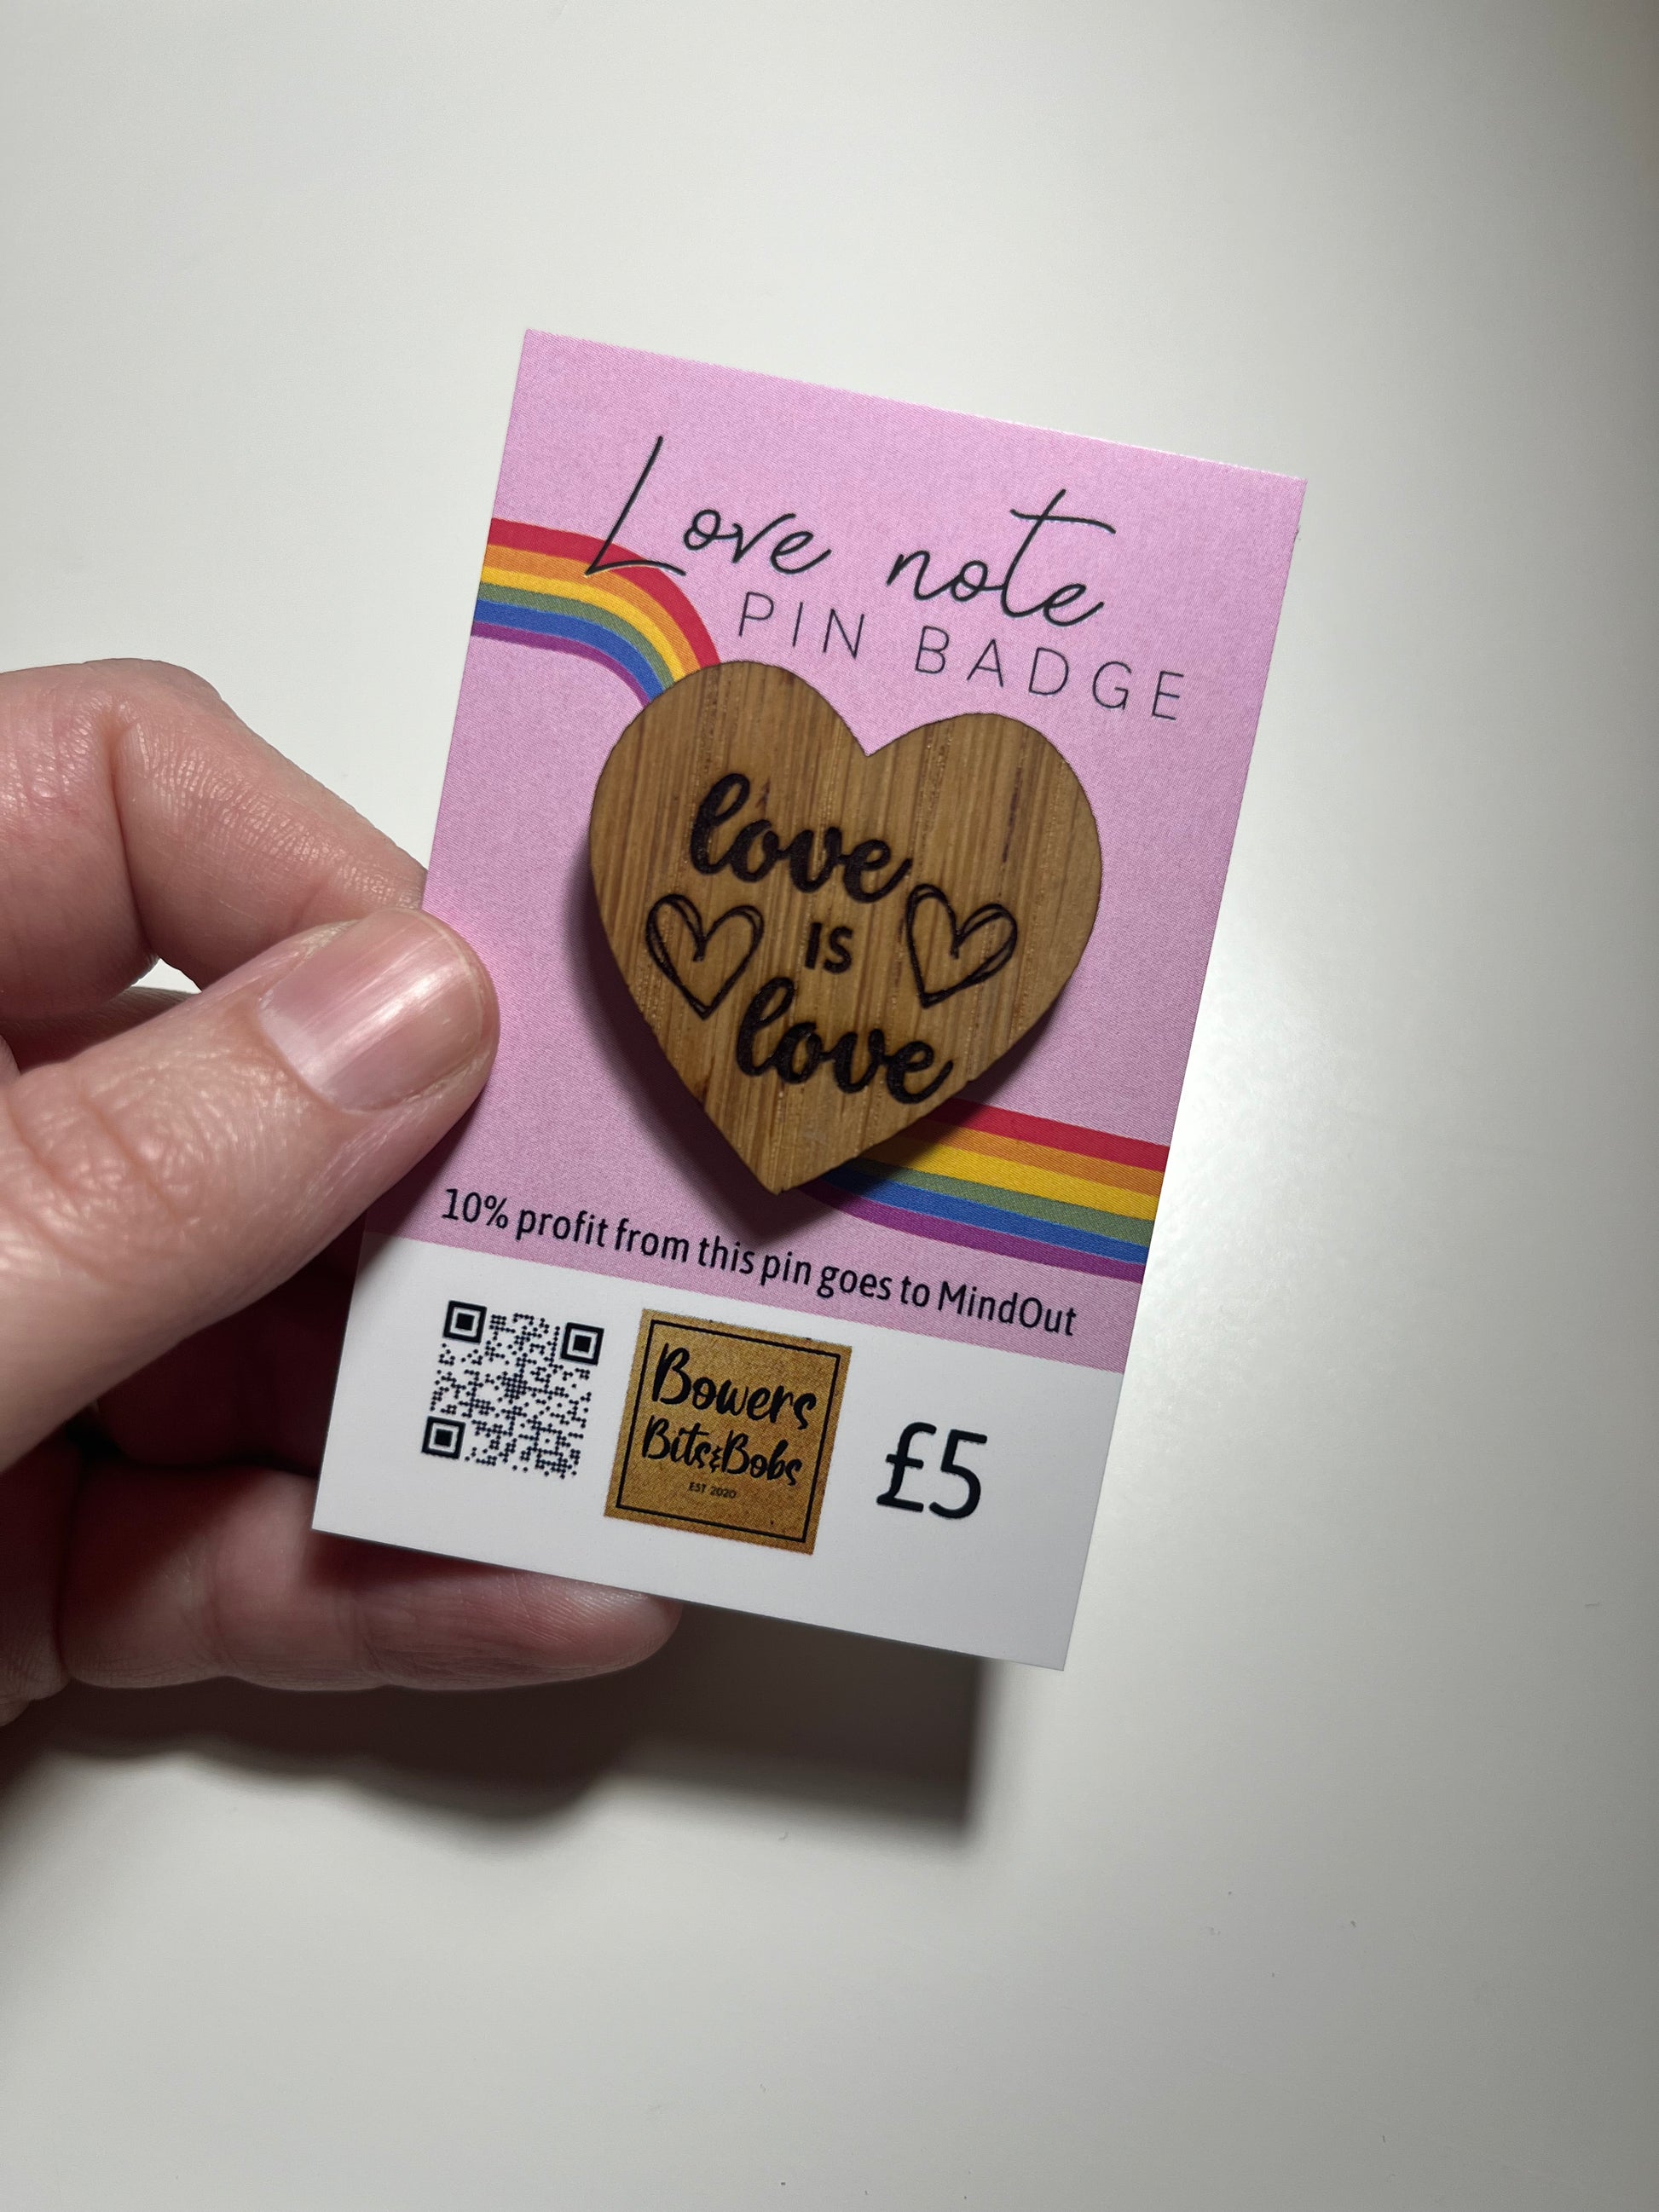 Love note
PIN BADGE
love
IS
love
10% profit from this pin goes to MindOut
Bowers
Bits&Bobs
EST 2020
£5